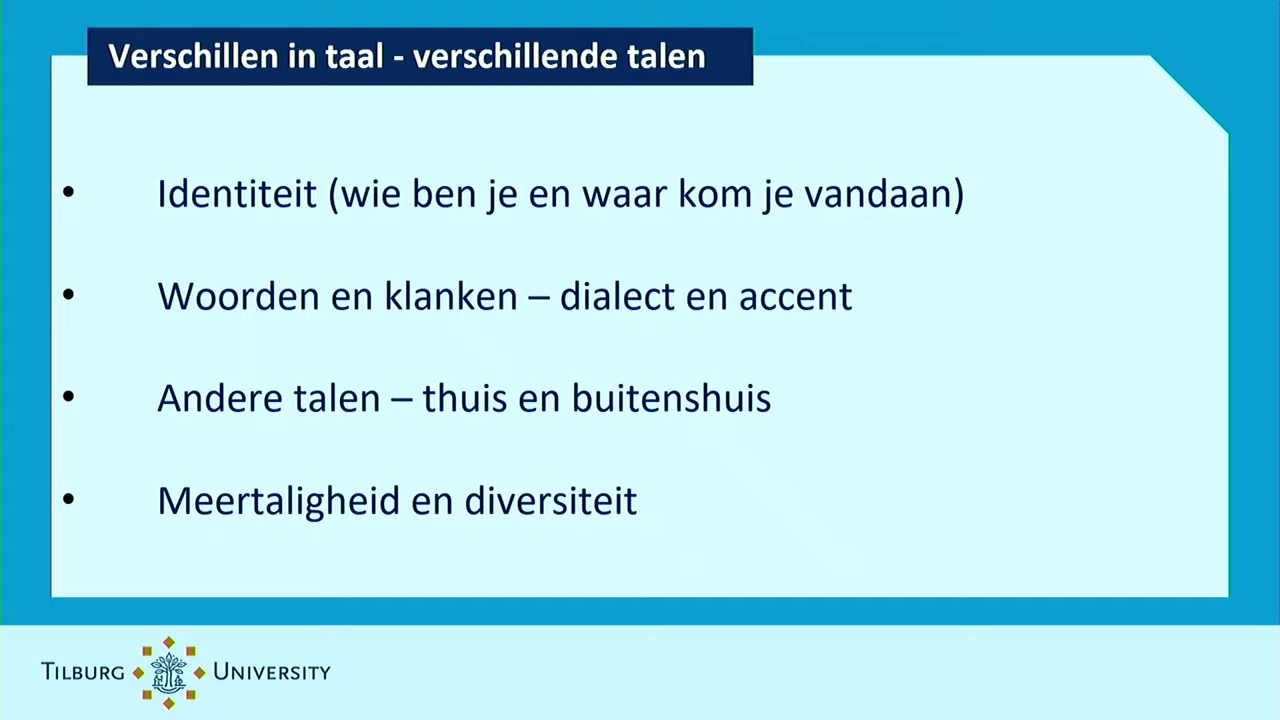 Verschillen in taal - verschillende talen
• Identiteit (wie ben je en waar kom je vandaan)
• Woorden en klanken – dialect en accent
• Andere talen – thuis en buitenshuis
• Meertaligheid en diversiteit
TILBURG UNIVERSITY